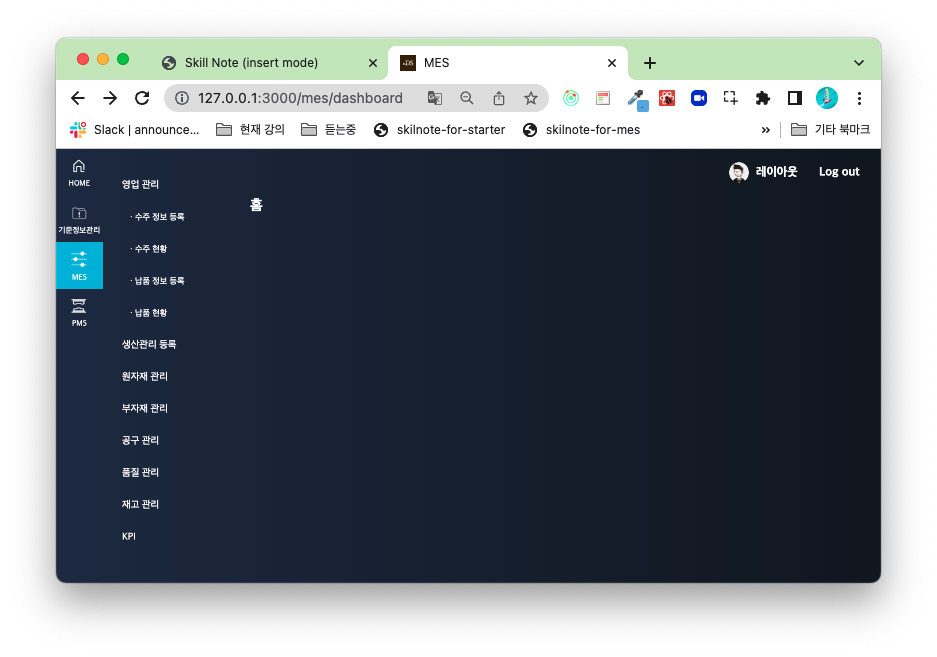 Skill Note (insert mode)
MES
127.0.0.1:3000/mes/dashboard
Slack | announce...
현재 강의
듣는중
skilnote-for-starter
skilnote-for-mes
»
기타 북마크
HOME
기준정보관리
MES
PMS
영업 관리
· 수주 정보 등록
· 수주 현황
· 납품 정보 등록
· 납품 현황
생산관리 등록
원자재 관리
부자재 관리
공구 관리
품질 관리
재고 관리
KPI
홈
레이아웃
Log out